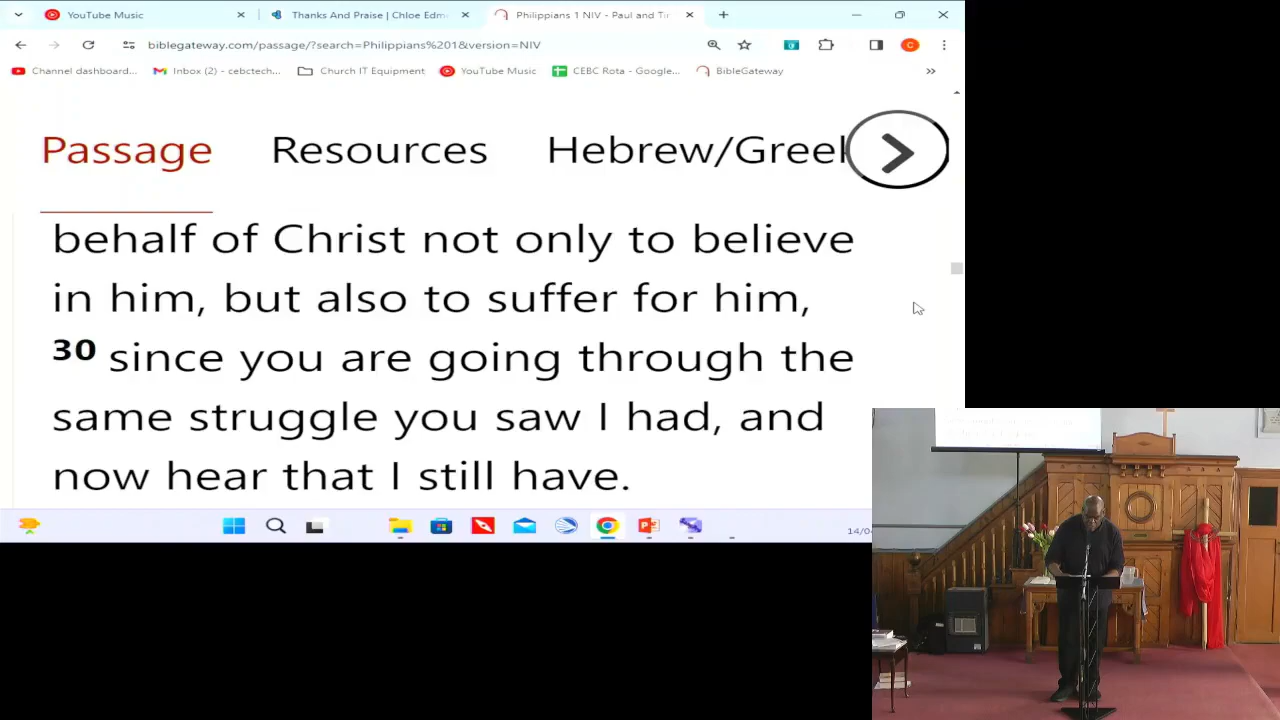 YouTube Music
Thanks And Praise | Chloe Edm
Philippians 1 NIV - Paul and Tim
biblegateway.com/passage/?search=Philippians%201&version=NIV
Channel dashboard...
Inbox (2) - cebctech...
Church IT Equipment
YouTube Music
CEBC Rota - Google...
BibleGateway
Passage
Resources
Hebrew/Greek
behalf of Christ not only to believe
in him, but also to suffer for him,
30 since you are going through the
same struggle you saw I had, and
now hear that I still have.
14/0